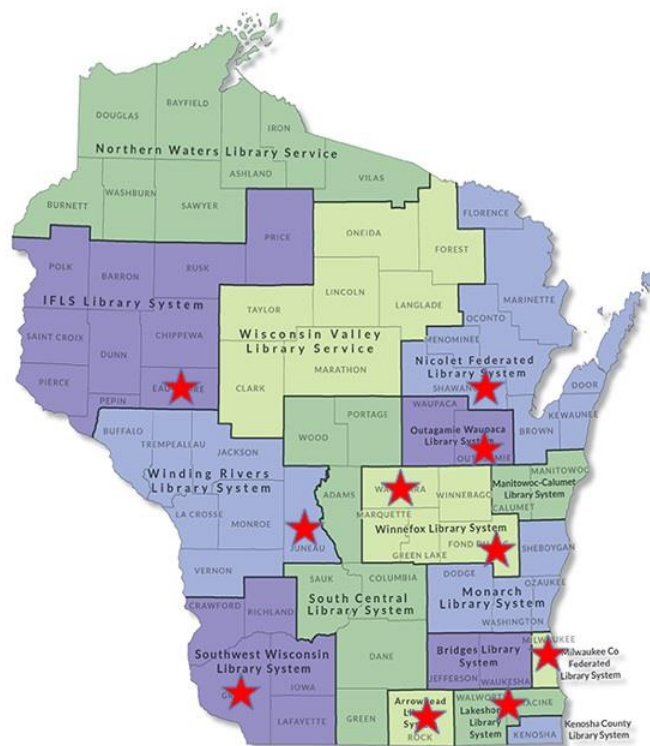 DOUGLAS
BAYFIELD
IRON
Northern Waters Library Service
ASHLAND
VILAS
BURNETT
WASHBURN
SAWYER
FLORENCE
PRICE
ONEIDA
FOREST
POLK
BARRON
RUSK
IFLS Library System
LINCOLN
LANGLADE
MARINETTE
TAYLOR
OCONTO
SAINT CROIX
DUNN
CHIPPEWA
Wisconsin Valley
Library Service
MENOMINEE
Nicolet Federated
Library System
PIERCE
PEPIN
CLARK
MARATHON
SHAWAN
DOOR
KEWAUNEE
BROWN
WAUPACA
Outagamie Waupaca
Library
BUFFALO
TREMPEALEAU
JACKSON
WOOD
PORTAGE
Winding Rivers
Library System
ADAMS
MANITOWOC
Manitowoc-Calumet
Library System
CALUMET
WINNEBAGO
LA CROSSE
MONROE
MARQUETTE
Winnefox Library System
GREEN LAKE
JUNEAU
VERNON
SHEBOYGAN
DODGE
OZAUKEE
Monarch
Library System
WASHINGTON
CRAWFORD
RICHLAND
SAUK
COLUMBIA
South Central
Library System
Southwest Wisconsin
Library System
DANE
Bridges Library
System
JEFFERSON
WAUKESHA
MILWAUKEE
Milwaukee Co
Federated
Library System
IOWA
LAFAYETTE
GREEN
ROCK
WALWOR
Lakeshor
Library
System
RACINE
KENOSHA
Kenosha County
Library System